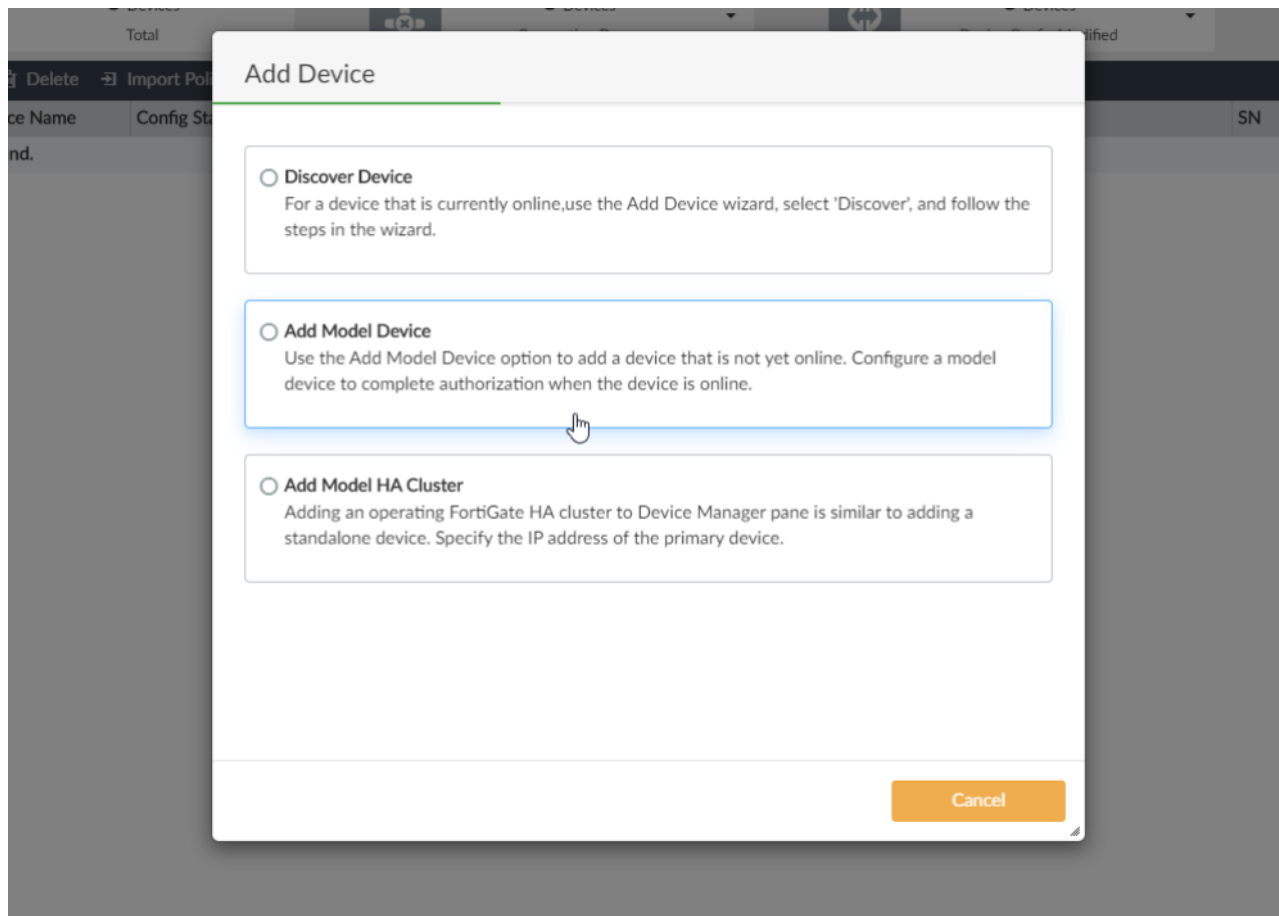 Devices
Total
Devices
Devices
Delete Import Poli
ce Name Config Sta SN
nd.
Add Device
Discover Device
For a device that is currently online,use the Add Device wizard, select 'Discover', and follow the
steps in the wizard.
Add Model Device
Use the Add Model Device option to add a device that is not yet online. Configure a model
device to complete authorization when the device is online.
Add Model HA Cluster
Adding an operating FortiGate HA cluster to Device Manager pane is similar to adding a
standalone device. Specify the IP address of the primary device.
Cancel